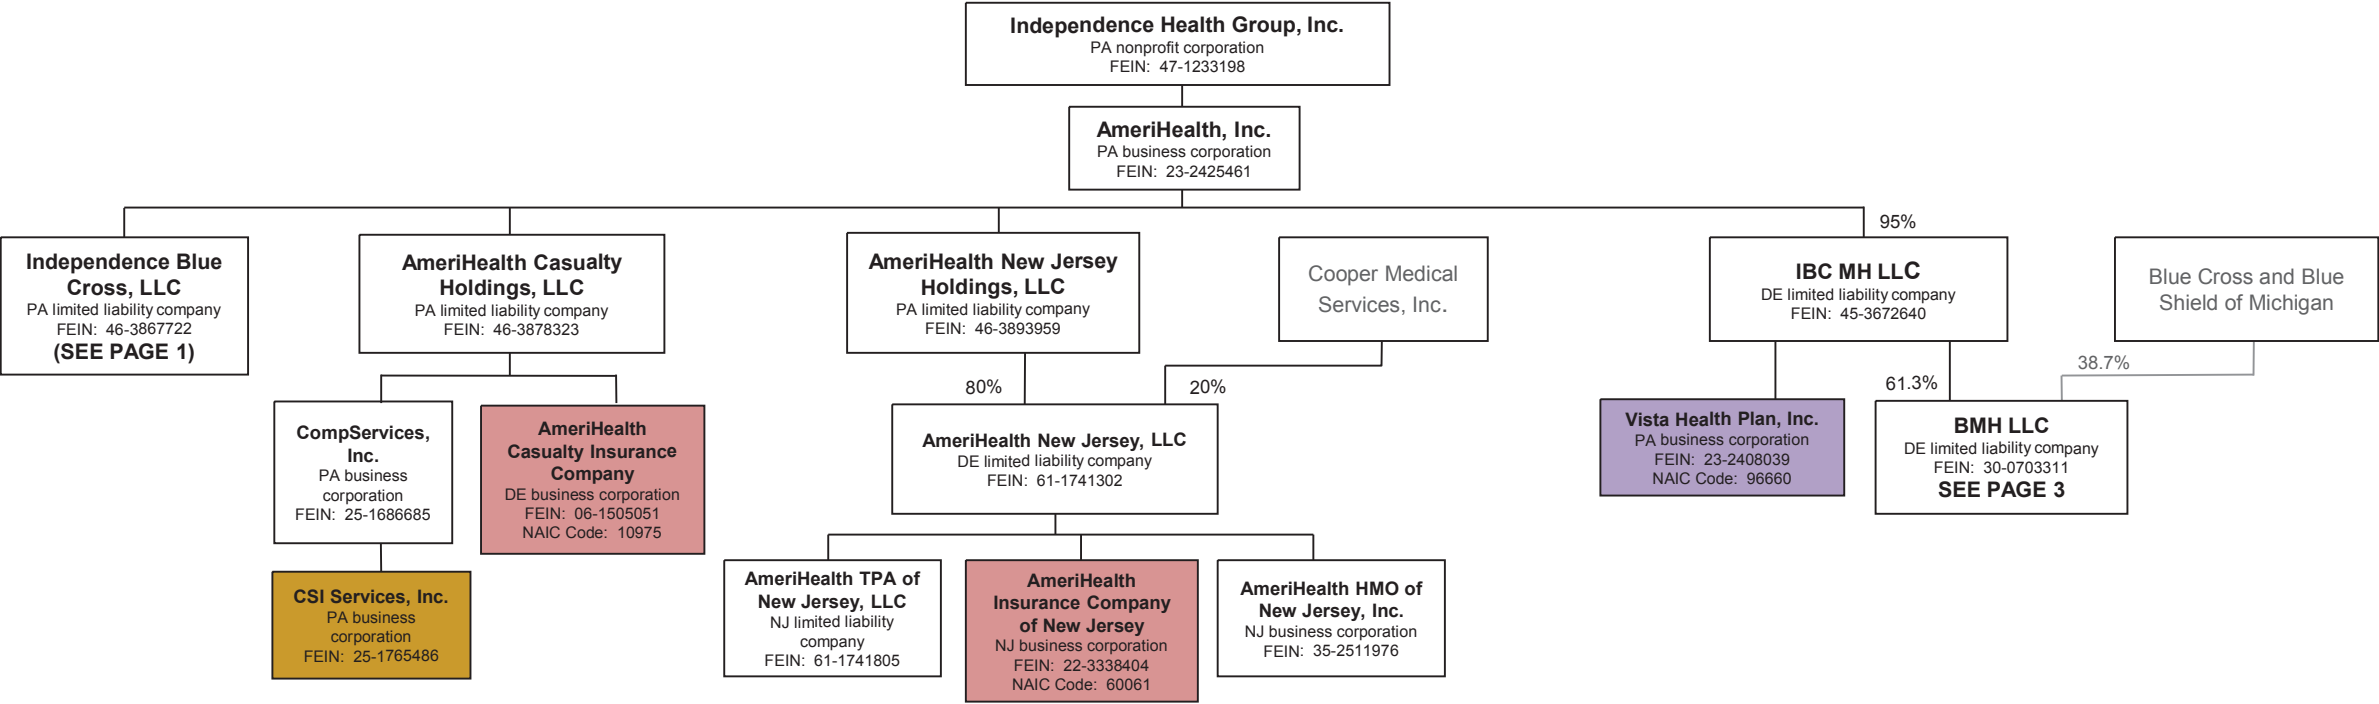 Independence Health Group, Inc.
PA nonprofit corporation
FEIN: 47-1233198
AmeriHealth, Inc.
PA business corporation
FEIN: 23-2425461
95%
Independence Blue
Cross, LLC
PA limited liability company
FEIN: 46-3867722
(SEE PAGE 1)
AmeriHealth Casualty
Holdings, LLC
PA limited liability company
FEIN: 46-3878323
AmeriHealth New Jersey
Holdings, LLC
PA limited liability company
FEIN: 46-3893959
Cooper Medical
Services, Inc.
IBC MH LLC
DE limited liability company
FEIN: 45-3672640
Blue Cross and Blue
Shield of Michigan
80%
20%
61.3%
38.7%
CompServices,
Inc.
PA business
corporation
FEIN: 25-1686685
AmeriHealth
Casualty Insurance
Company
DE business corporation
FEIN: 06-1505051
NAIC Code: 10975
AmeriHealth New Jersey, LLC
DE limited liability company
FEIN: 61-1741302
Vista Health Plan, Inc.
PA business corporation
FEIN: 23-2408039
NAIC Code: 96660
BMH LLC
DE limited liability company
FEIN: 30-0703311
SEE PAGE 3
CSI Services, Inc.
PA business
corporation
FEIN: 25-1765486
AmeriHealth TPA of
New Jersey, LLC
NJ limited liability
company
FEIN: 61-1741805
AmeriHealth
Insurance Company
of New Jersey
NJ business corporation
FEIN: 22-3338404
NAIC Code: 60061
AmeriHealth HMO of
New Jersey, Inc.
NJ business corporation
FEIN: 35-2511976